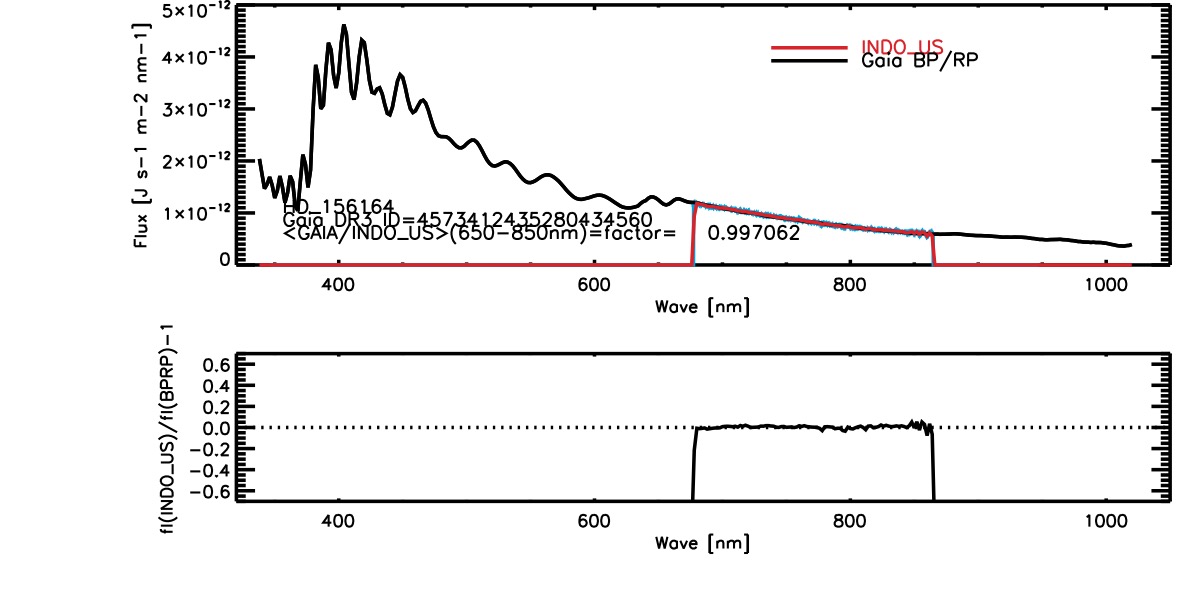 5×10⁻¹²
4×10⁻¹²
3×10⁻¹²
2×10⁻¹²
1×10⁻¹²
0
Flux [J s-1 m-2 nm-1]
INDO_US
Gaia BP/RP
HD_156164
Gaia DR3 ID=4573412435280434560
<GAIA/INDO_US>(650-850nm)=factor= 0.997062
400 600 800 1000
Wave [nm]
fl(INDO_US)/fl(BPRP)-1
0.6
0.4
0.2
0.0
-0.2
-0.4
-0.6
400 600 800 1000
Wave [nm]